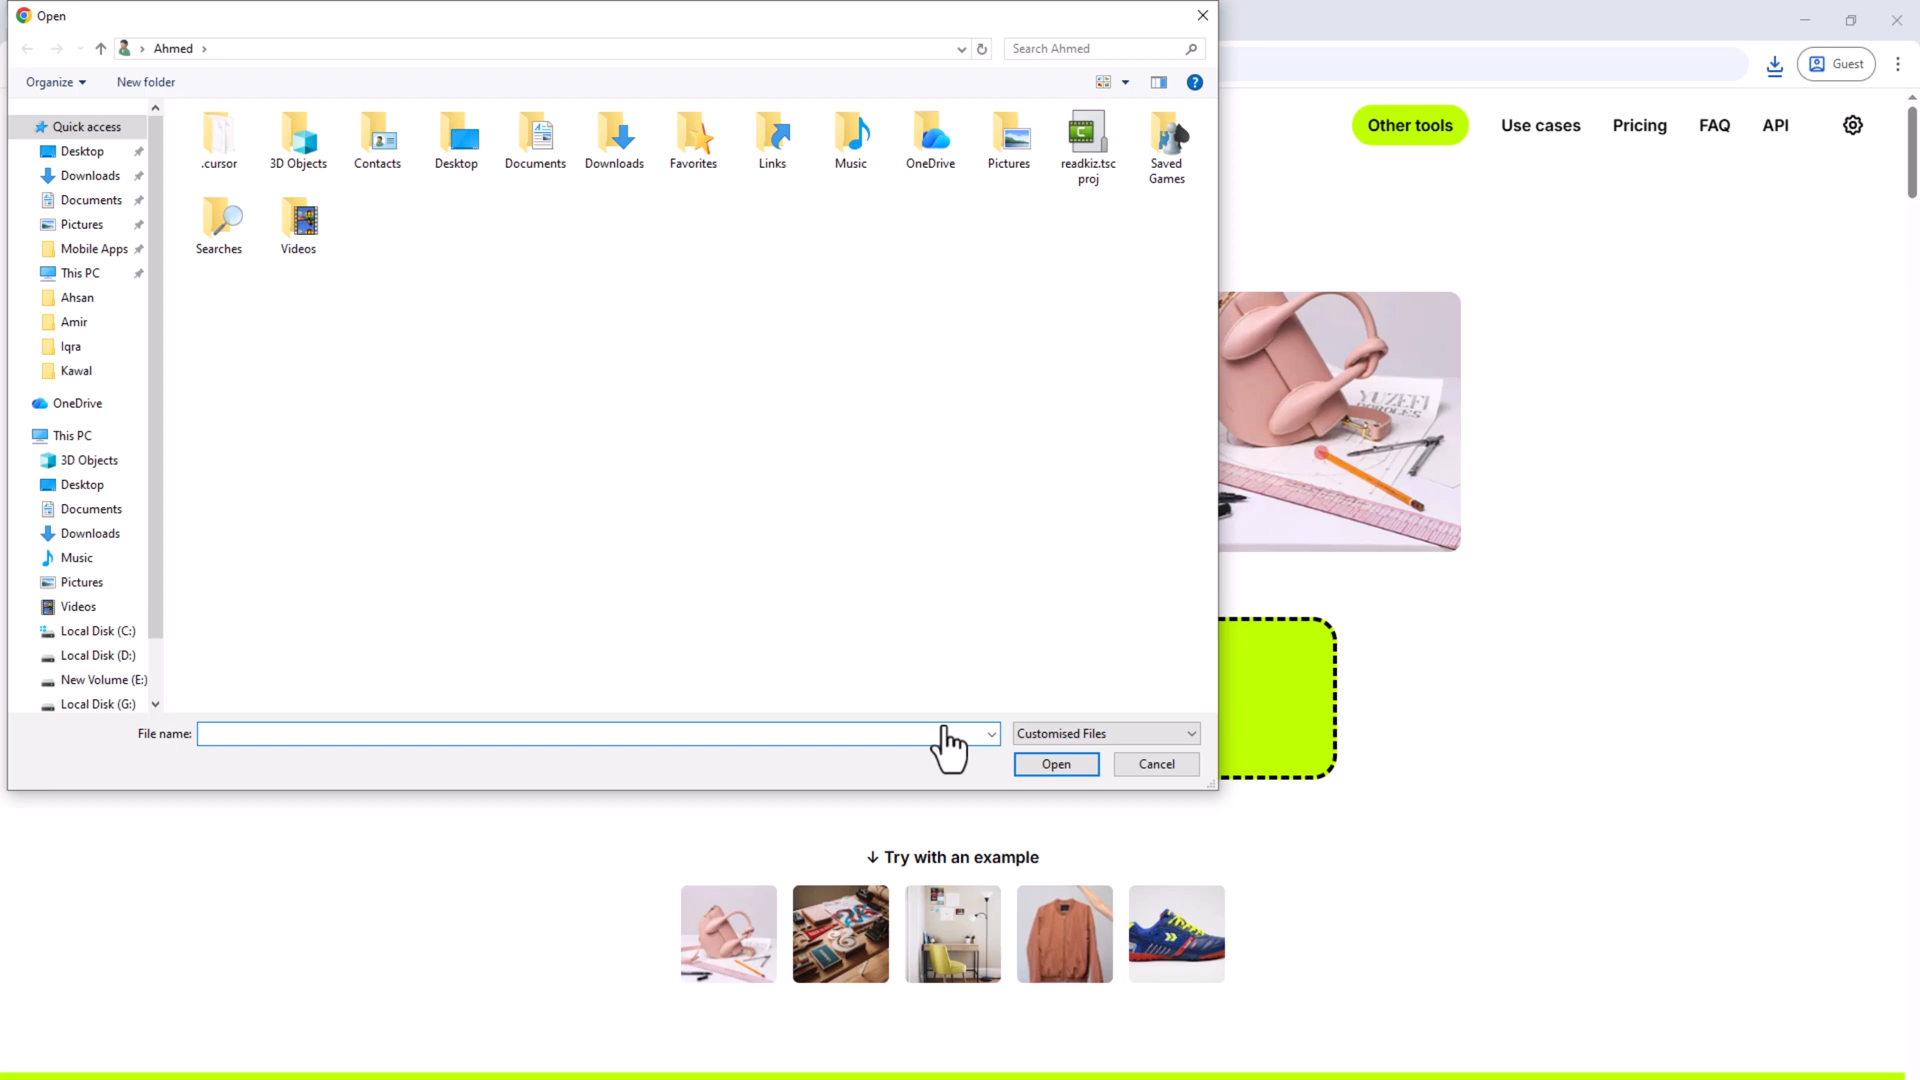 Open
Ahmed
Search Ahmed
Organize
New folder
Guest
Quick access
Desktop
Downloads
Documents
Pictures
Mobile Apps
This PC
Ahsan
Amir
Iqra
Kawal
OneDrive
This PC
3D Objects
Desktop
Documents
Downloads
Music
Pictures
Videos
Local Disk (C:)
Local Disk (D:)
New Volume (E:)
Local Disk (G:)
.cursor
3D Objects
Contacts
Desktop
Documents
Downloads
Favorites
Links
Music
OneDrive
Pictures
readkiz.tsc
proj
Saved
Games
Searches
Videos
Other tools
Use cases
Pricing
FAQ
API
YUZEFI
File name:
Customised Files
Open
Cancel
↓ Try with an example